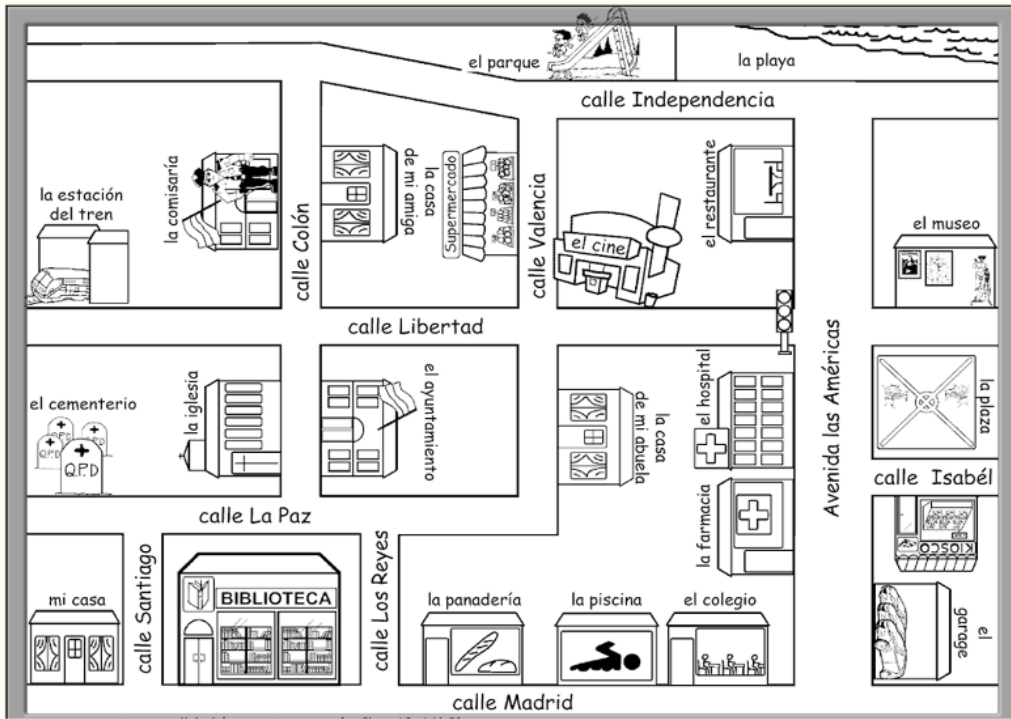 el parque
la playa
calle Independencia
la estación
del tren
la comisaría
calle Colón
la casa
de mi amiga
Supermercado
calle Valencia
el cine
el restaurante
el museo
calle Libertad
Avenida las Américas
el cementerio
Q.P.D
la iglesia
el ayuntamiento
la casa
de mi abuela
el hospital
la plaza
calle Isabél
calle La Paz
la farmacia
KIOSCO
mi casa
calle Santiago
BIBLIOTECA
calle Los Reyes
la panadería
la piscina
el colegio
el
garage
calle Madrid